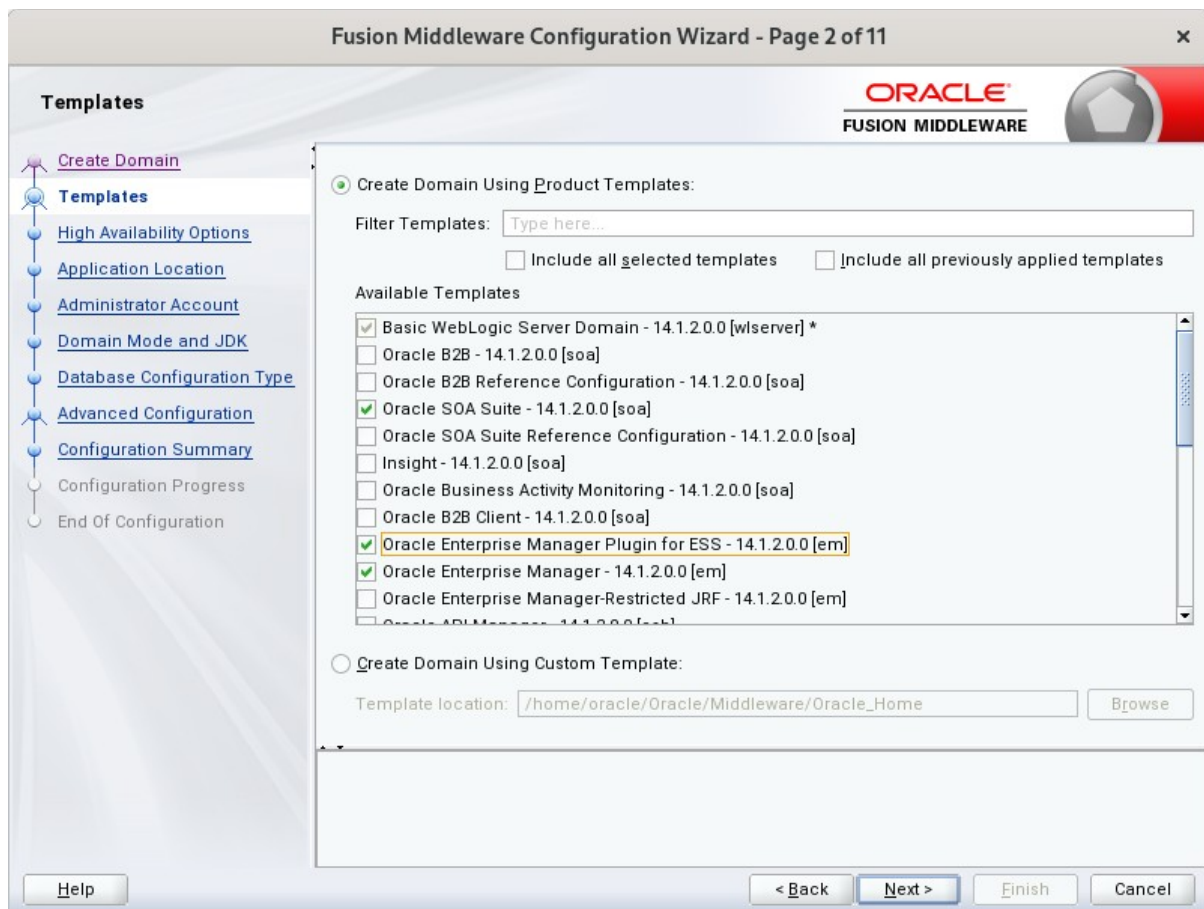 Fusion Middleware Configuration Wizard - Page 2 of 11
Templates
ORACLE
FUSION MIDDLEWARE
Create Domain
Templates
High Availability Options
Application Location
Administrator Account
Domain Mode and JDK
Database Configuration Type
Advanced Configuration
Configuration Summary
Configuration Progress
End Of Configuration
Create Domain Using Product Templates:
Filter Templates: Type here...
Include all selected templates Include all previously applied templates
Available Templates
Basic WebLogic Server Domain - 14.1.2.0.0 [wlserver] *
Oracle B2B - 14.1.2.0.0 [soa]
Oracle B2B Reference Configuration - 14.1.2.0.0 [soa]
Oracle SOA Suite - 14.1.2.0.0 [soa]
Oracle SOA Suite Reference Configuration - 14.1.2.0.0 [soa]
Insight - 14.1.2.0.0 [soa]
Oracle Business Activity Monitoring - 14.1.2.0.0 [soa]
Oracle B2B Client - 14.1.2.0.0 [soa]
Oracle Enterprise Manager Plugin for ESS - 14.1.2.0.0 [em]
Oracle Enterprise Manager - 14.1.2.0.0 [em]
Oracle Enterprise Manager-Restricted JRF - 14.1.2.0.0 [em]
Oracle API Manager - 14.1.2.0.0
Create Domain Using Custom Template:
Template location: /home/oracle/Oracle/Middleware/Oracle_Home Browse
Help < Back Next > Finish Cancel